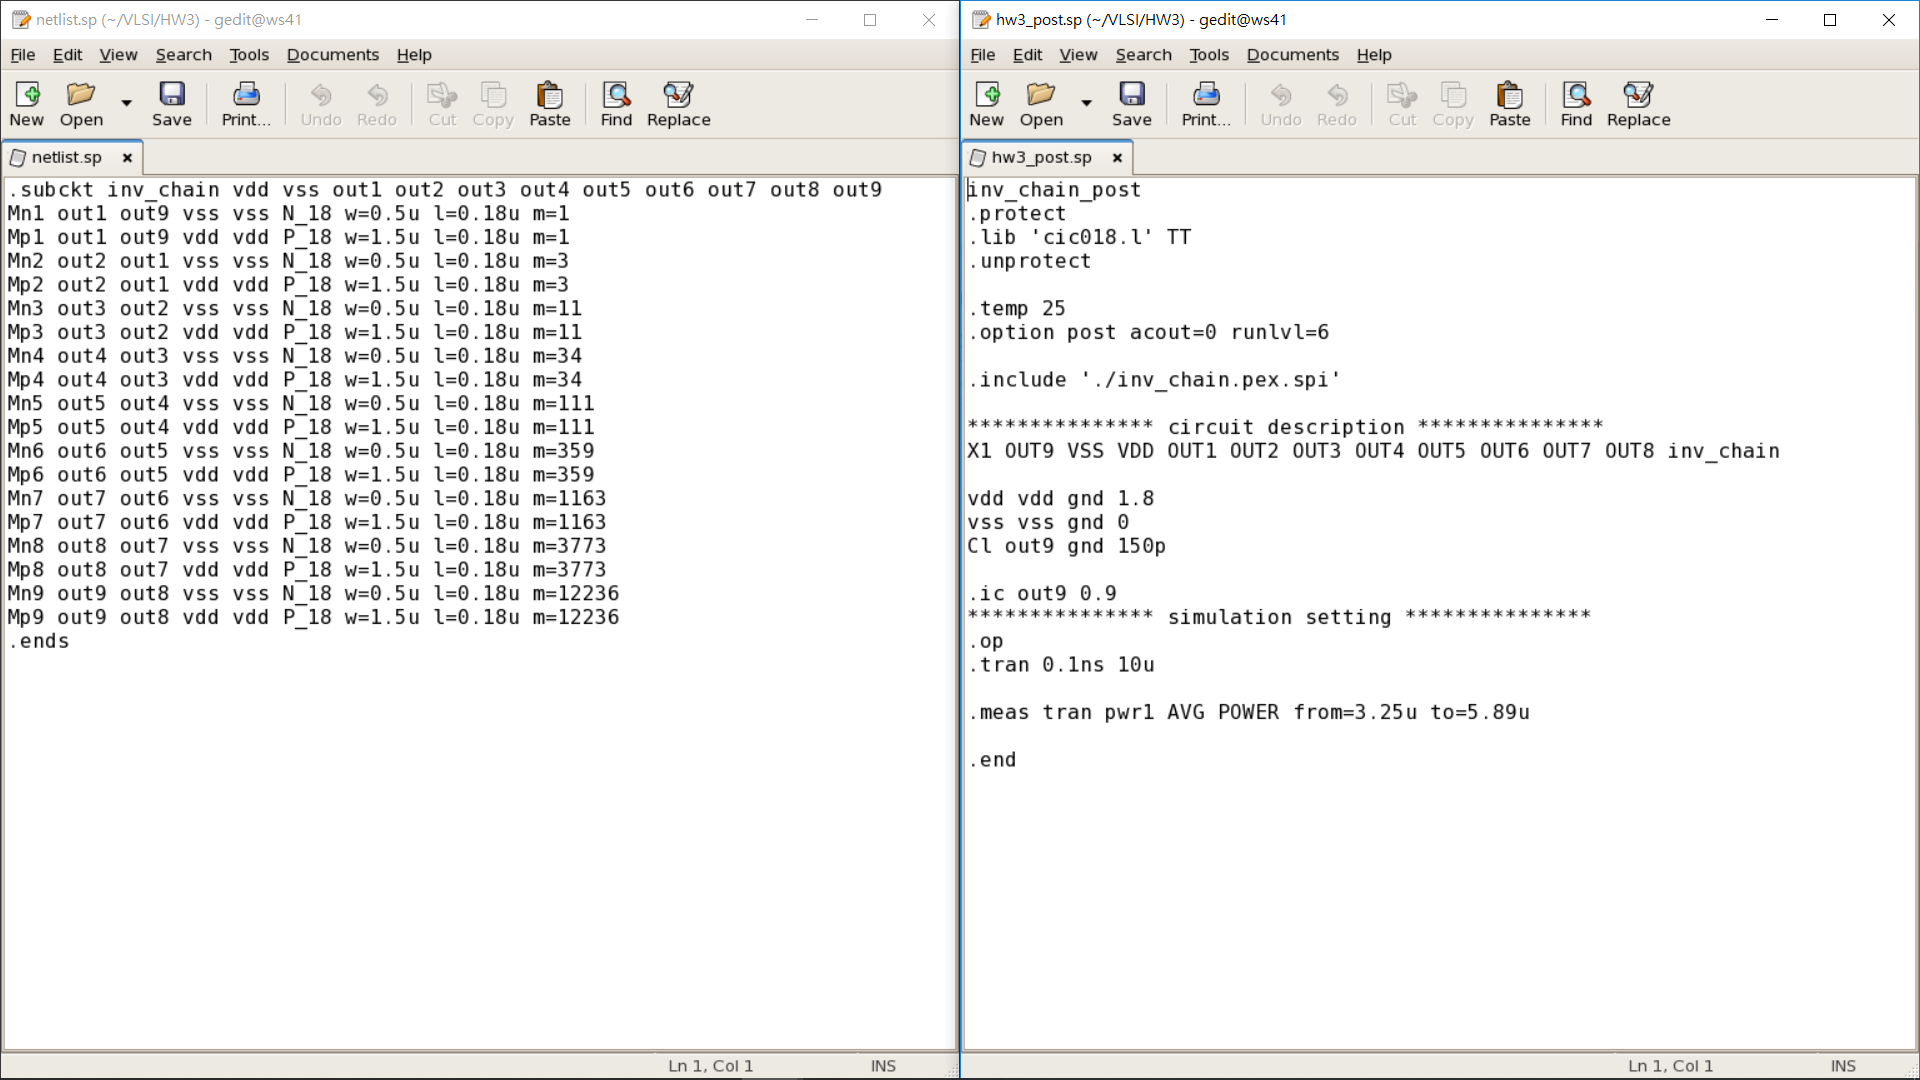 netlist.sp (~/VLSI/HW3) - gedit@ws41
File Edit View Search Tools Documents Help
New Open Save Print... Undo Redo Cut Copy Paste Find Replace
netlist.sp
.subckt inv_chain vdd vss out1 out2 out3 out4 out5 out6 out7 out8 out9
Mn1 out1 out9 vss vss N_18 w=0.5u l=0.18u m=1
Mp1 out1 out9 vdd vdd P_18 w=1.5u l=0.18u m=1
Mn2 out2 out1 vss vss N_18 w=0.5u l=0.18u m=3
Mp2 out2 out1 vdd vdd P_18 w=1.5u l=0.18u m=3
Mn3 out3 out2 vss vss N_18 w=0.5u l=0.18u m=11
Mp3 out3 out2 vdd vdd P_18 w=1.5u l=0.18u m=11
Mn4 out4 out3 vss vss N_18 w=0.5u l=0.18u m=34
Mp4 out4 out3 vdd vdd P_18 w=1.5u l=0.18u m=34
Mn5 out5 out4 vss vss N_18 w=0.5u l=0.18u m=111
Mp5 out5 out4 vdd vdd P_18 w=1.5u l=0.18u m=111
Mn6 out6 out5 vss vss N_18 w=0.5u l=0.18u m=359
Mp6 out6 out5 vdd vdd P_18 w=1.5u l=0.18u m=359
Mn7 out7 out6 vss vss N_18 w=0.5u l=0.18u m=1163
Mp7 out7 out6 vdd vdd P_18 w=1.5u l=0.18u m=1163
Mn8 out8 out7 vss vss N_18 w=0.5u l=0.18u m=3773
Mp8 out8 out7 vdd vdd P_18 w=1.5u l=0.18u m=3773
Mn9 out9 out8 vss vss N_18 w=0.5u l=0.18u m=12236
Mp9 out9 out8 vdd vdd P_18 w=1.5u l=0.18u m=12236
.ends
Ln 1, Col 1 INS
hw3_post.sp (~/VLSI/HW3) - gedit@ws41
File Edit View Search Tools Documents Help
New Open Save Print... Undo Redo Cut Copy Paste Find Replace
hw3_post.sp
inv_chain_post
.protect
.lib 'cic018.l' TT
.unprotect
.temp 25
.option post acout=0 runlvl=6
.include './inv_chain.pex.spi'
*************** circuit description ***************
X1 OUT9 VSS VDD OUT1 OUT2 OUT3 OUT4 OUT5 OUT6 OUT7 OUT8 inv_chain
vdd vdd gnd 1.8
vss vss gnd 0
Cl out9 gnd 150p
.ic out9 0.9
*************** simulation setting ***************
.op
.tran 0.1ns 10u
.meas tran pwr1 AVG POWER from=3.25u to=5.89u
.end
Ln 1, Col 1 INS